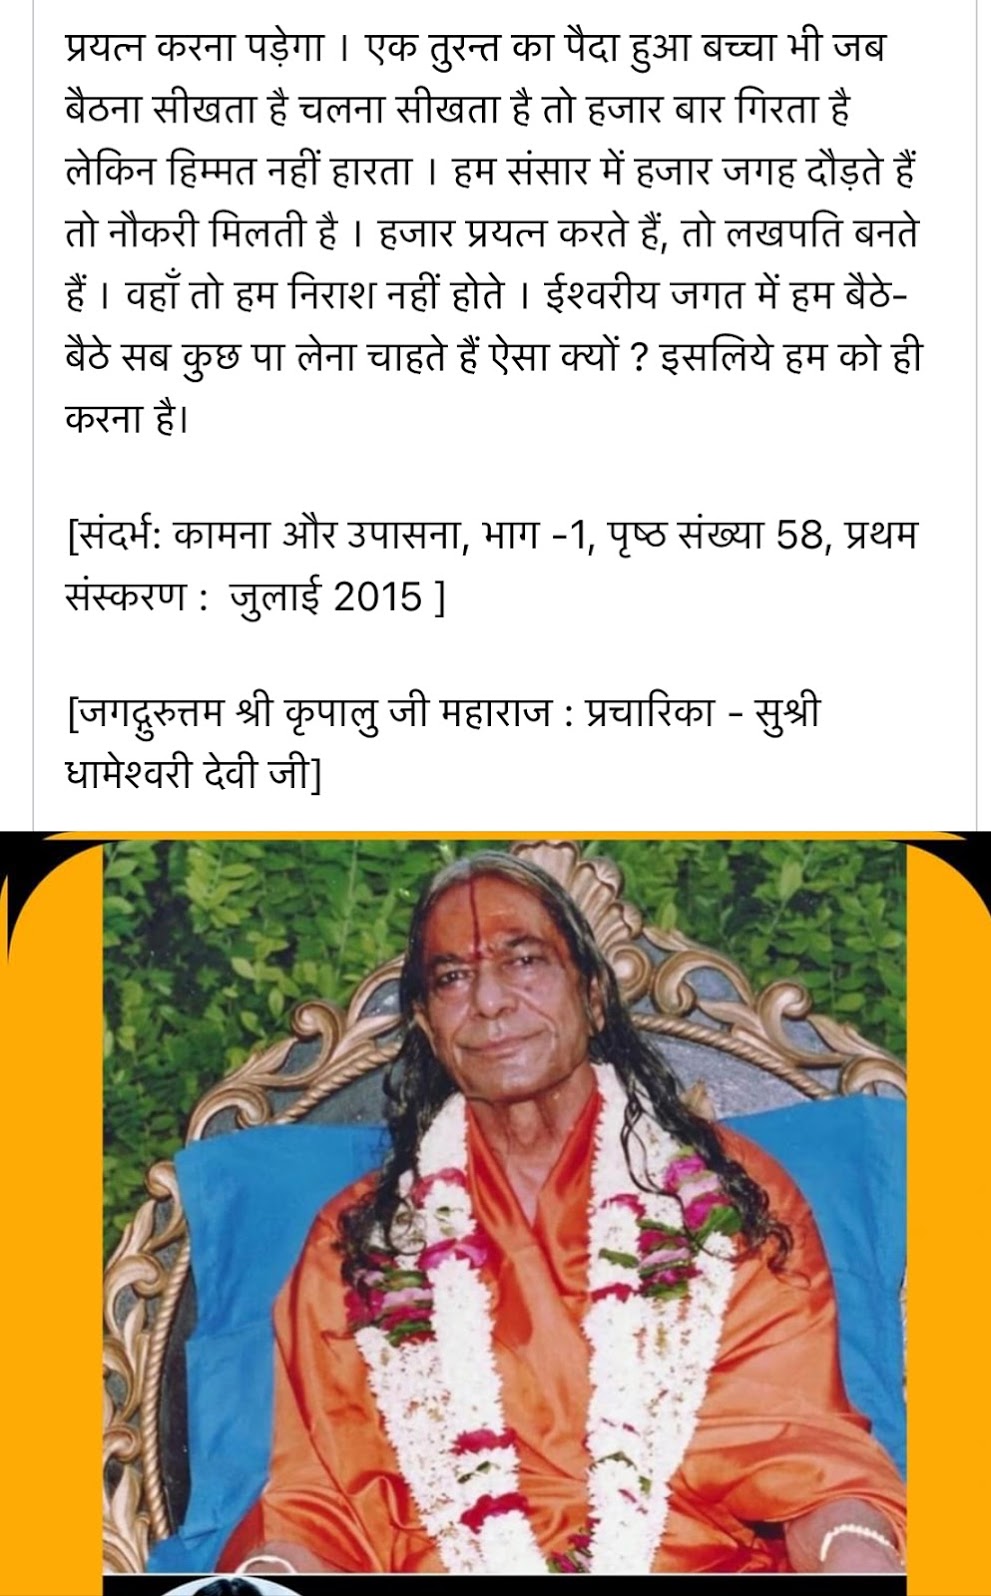 प्रयत्न करना पड़ेगा । एक तुरन्त का पैदा हुआ बच्चा भी जब
बैठना सीखता है चलना सीखता है तो हजार बार गिरता है
लेकिन हिम्मत नहीं हारता । हम संसार में हजार जगह दौड़ते हैं
तो नौकरी मिलती है । हजार प्रयत्न करते हैं, तो लखपति बनते
हैं । वहाँ तो हम निराश नहीं होते । ईश्वरीय जगत में हम बैठे-
बैठे सब कुछ पा लेना चाहते हैं ऐसा क्यों ? इसलिये हम को ही
करना है।
[संदर्भ: कामना और उपासना, भाग -1, पृष्ठ संख्या 58, प्रथम
संस्करण :  जुलाई 2015 ]
[जगद्गुरुत्तम श्री कृपालु जी महाराज : प्रचारिका - सुश्री
धामेश्वरी देवी जी]